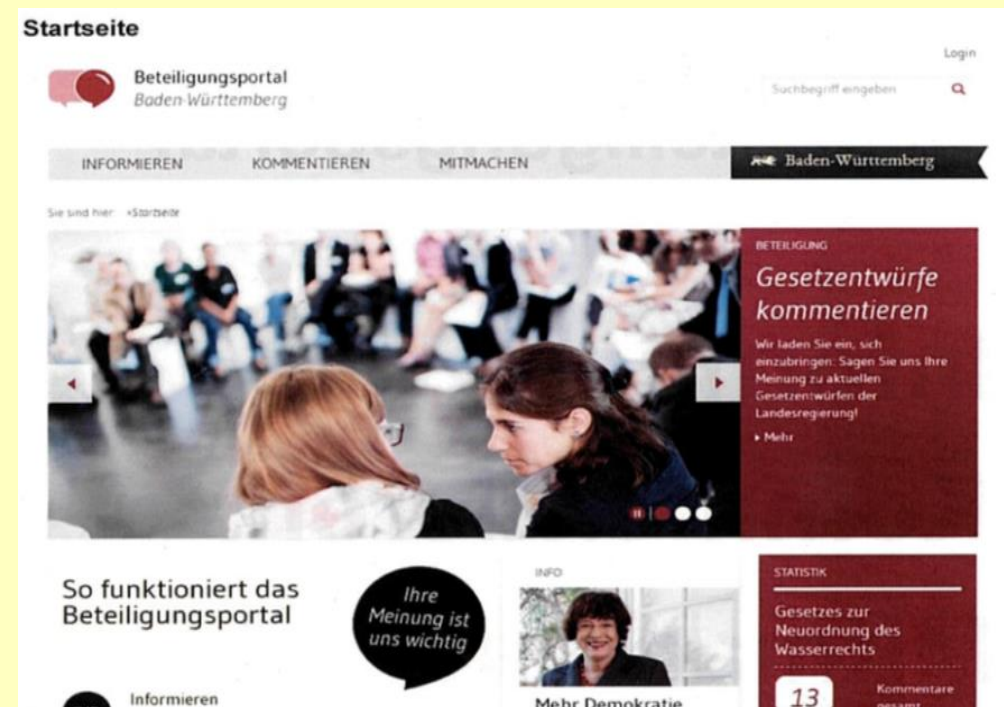 Startseite
Login
Beteiligungsportal
Baden-Württemberg
Suchbegriff eingeben
INFORMIEREN KOMMENTIEREN MITMACHEN Baden-Württemberg
Sie sind hier: »Startseite
BETEILIGUNG
Gesetzentwürfe
kommentieren
Wir laden Sie ein, sich
einzubringen: Sagen Sie uns Ihre
Meinung zu aktuellen
Gesetzentwürfen der
Landesregierung!
Mehr
So funktioniert das
Beteiligungsportal
Ihre
Meinung ist
uns wichtig
Informieren
INFO
Mehr Demokratie
STATISTIK
Gesetzes zur
Neuordnung des
Wasserrechts
13 Kommentare
gesamt